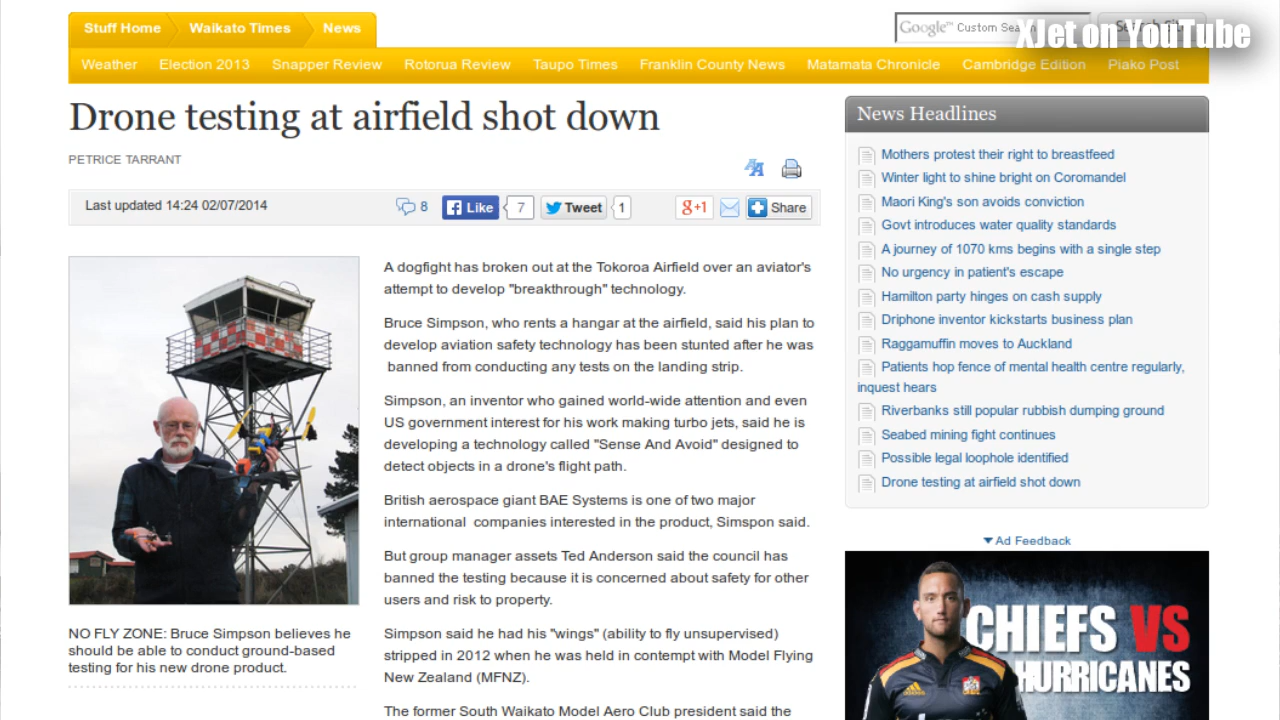 Stuff Home Waikato Times News
Google™ Custom Search
XJet on YouTube
Weather Election 2013 Snapper Review Rotorua Review Taupo Times Franklin County News Matamata Chronicle Cambridge Edition Piako Post
Drone testing at airfield shot down
PETRICE TARRANT
AA
Last updated 14:24 02/07/2014
8
Like
7
Tweet
1
g+1
Share
NO FLY ZONE: Bruce Simpson believes he
should be able to conduct ground-based
testing for his new drone product.
A dogfight has broken out at the Tokoroa Airfield over an aviator's
attempt to develop "breakthrough" technology.
Bruce Simpson, who rents a hangar at the airfield, said his plan to
develop aviation safety technology has been stunted after he was
banned from conducting any tests on the landing strip.
Simpson, an inventor who gained world-wide attention and even
US government interest for his work making turbo jets, said he is
developing a technology called "Sense And Avoid" designed to
detect objects in a drone's flight path.
British aerospace giant BAE Systems is one of two major
international companies interested in the product, Simspon said.
But group manager assets Ted Anderson said the council has
banned the testing because it is concerned about safety for other
users and risk to property.
Simpson said he had his "wings" (ability to fly unsupervised)
stripped in 2012 when he was held in contempt with Model Flying
New Zealand (MFNZ).
The former South Waikato Model Aero Club president said the
News Headlines
Mothers protest their right to breastfeed
Winter light to shine bright on Coromandel
Maori King's son avoids conviction
Govt introduces water quality standards
A journey of 1070 kms begins with a single step
No urgency in patient's escape
Hamilton party hinges on cash supply
Driphone inventor kickstarts business plan
Raggamuffin moves to Auckland
Patients hop fence of mental health centre regularly,
inquest hears
Riverbanks still popular rubbish dumping ground
Seabed mining fight continues
Possible legal loophole identified
Drone testing at airfield shot down
Ad Feedback
CHIEFS VS
HURRICANES